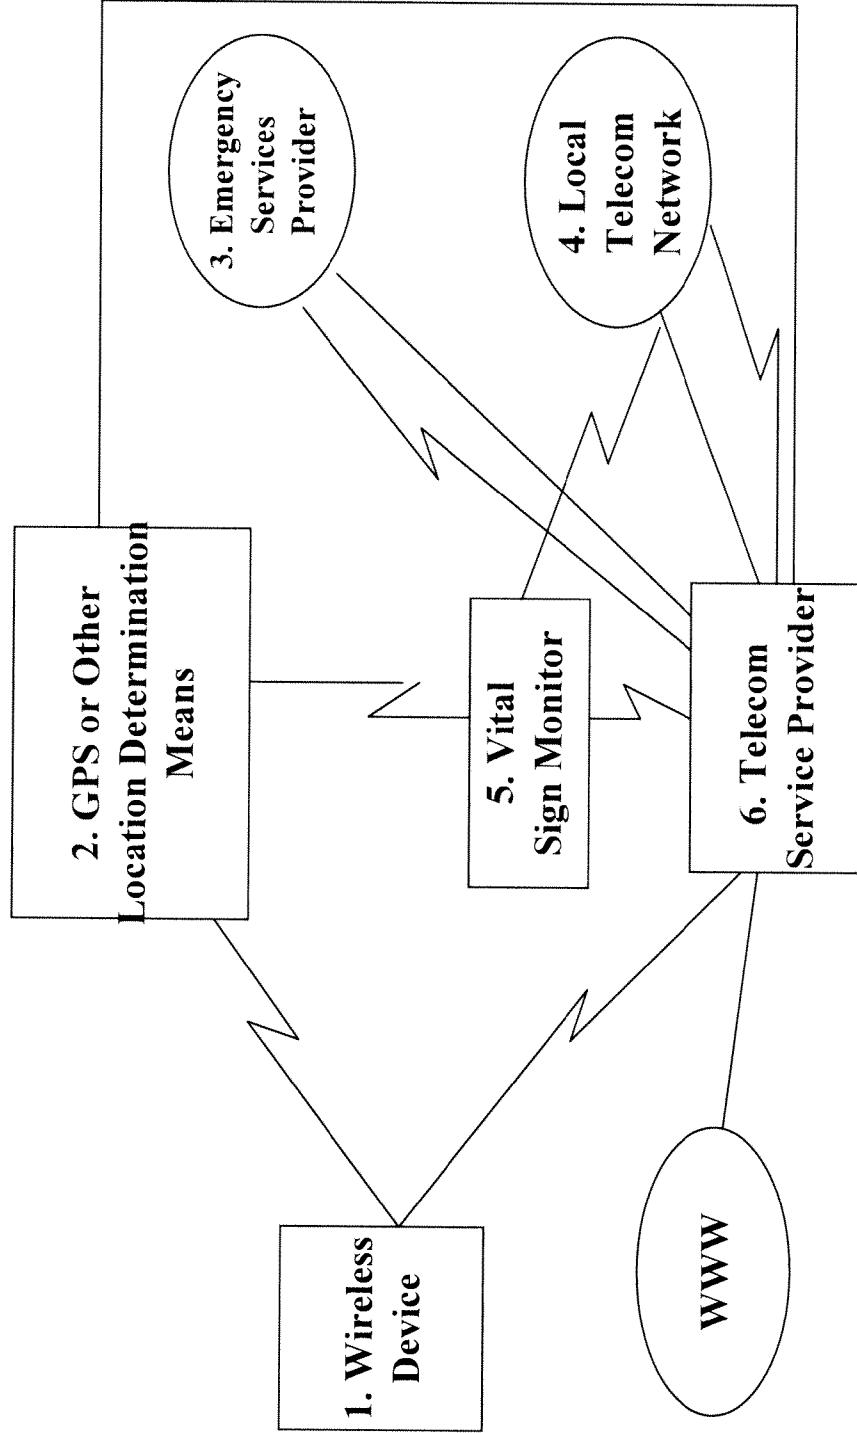 1. Wireless
Device
2. GPS or Other
Location Determination
Means
3. Emergency
Services
Provider
4. Local
Telecom
Network
5. Vital
Sign Monitor
6. Telecom
Service Provider
WWW